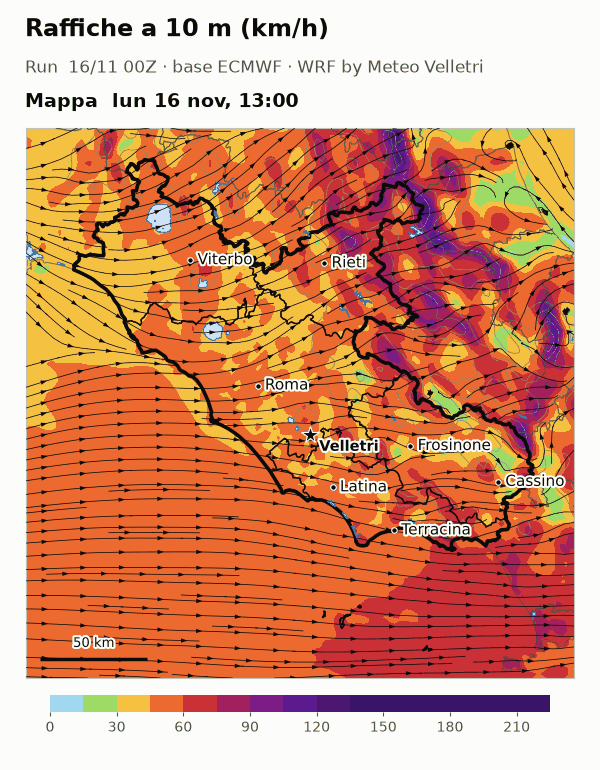 Raffiche a 10 m (km/h)
Run 16/11 00Z · base ECMWF · WRF by Meteo Velletri
Mappa lun 16 nov, 13:00
Viterbo
Rieti
Roma
Velletri
Frosinone
Latina
Cassino
Terracina
50 km
0 30 60 90 120 150 180 210